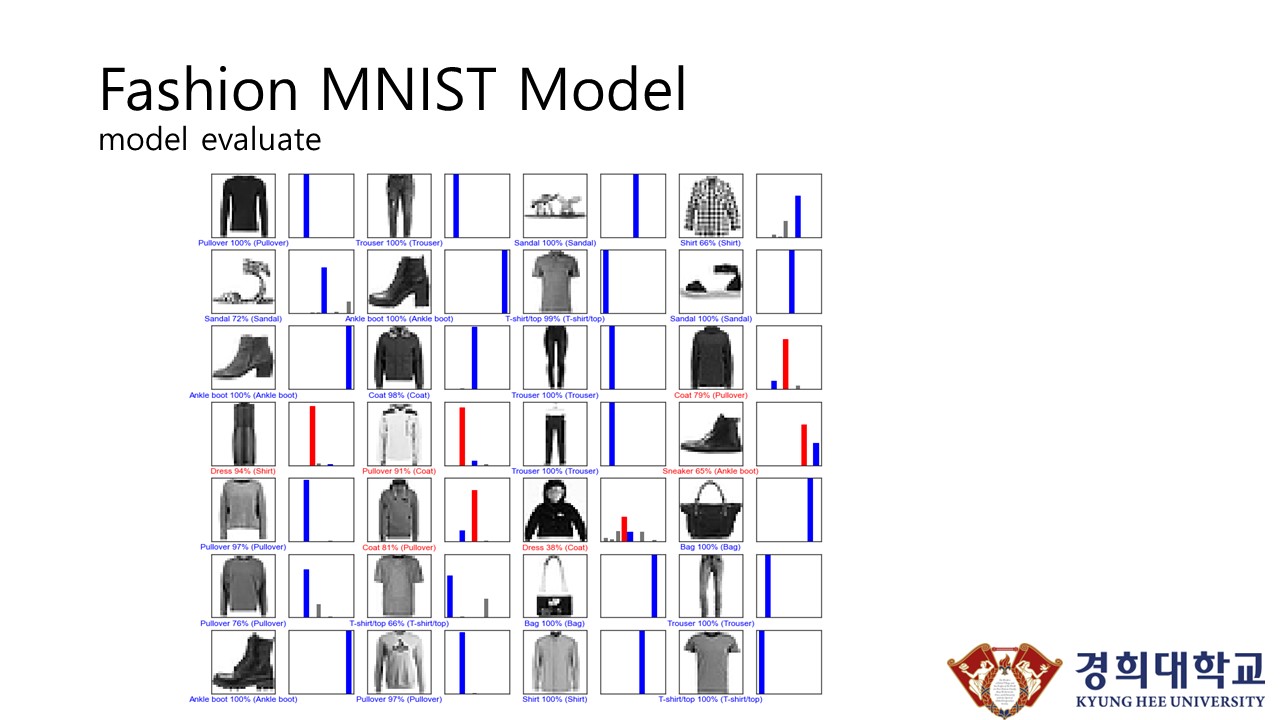 Fashion MNIST Model
model evaluate
Pullover 100% (Pullover) Trouser 100% (Trouser) Sandal 100% (Sandal) Shirt 66% (Shirt)
Sandal 72% (Sandal) Ankle boot 100% (Ankle boot) T-shirt/top 99% (T-shirt/top) Sandal 100% (Sandal)
Ankle boot 100% (Ankle boot) Coat 98% (Coat) Trouser 100% (Trouser) Coat 79% (Pullover)
Dress 94% (Shirt) Pullover 91% (Coat) Trouser 100% (Trouser) Sneaker 65% (Ankle boot)
Pullover 97% (Pullover) Coat 81% (Pullover) Dress 38% (Coat) Bag 100% (Bag)
Pullover 76% (Pullover) T-shirt/top 66% (T-shirt/top) Bag 100% (Bag) Trouser 100% (Trouser)
Ankle boot 100% (Ankle boot) Pullover 97% (Pullover) Shirt 100% (Shirt) T-shirt/top 100% (T-shirt/top)
경희대학교
KYUNG HEE UNIVERSITY